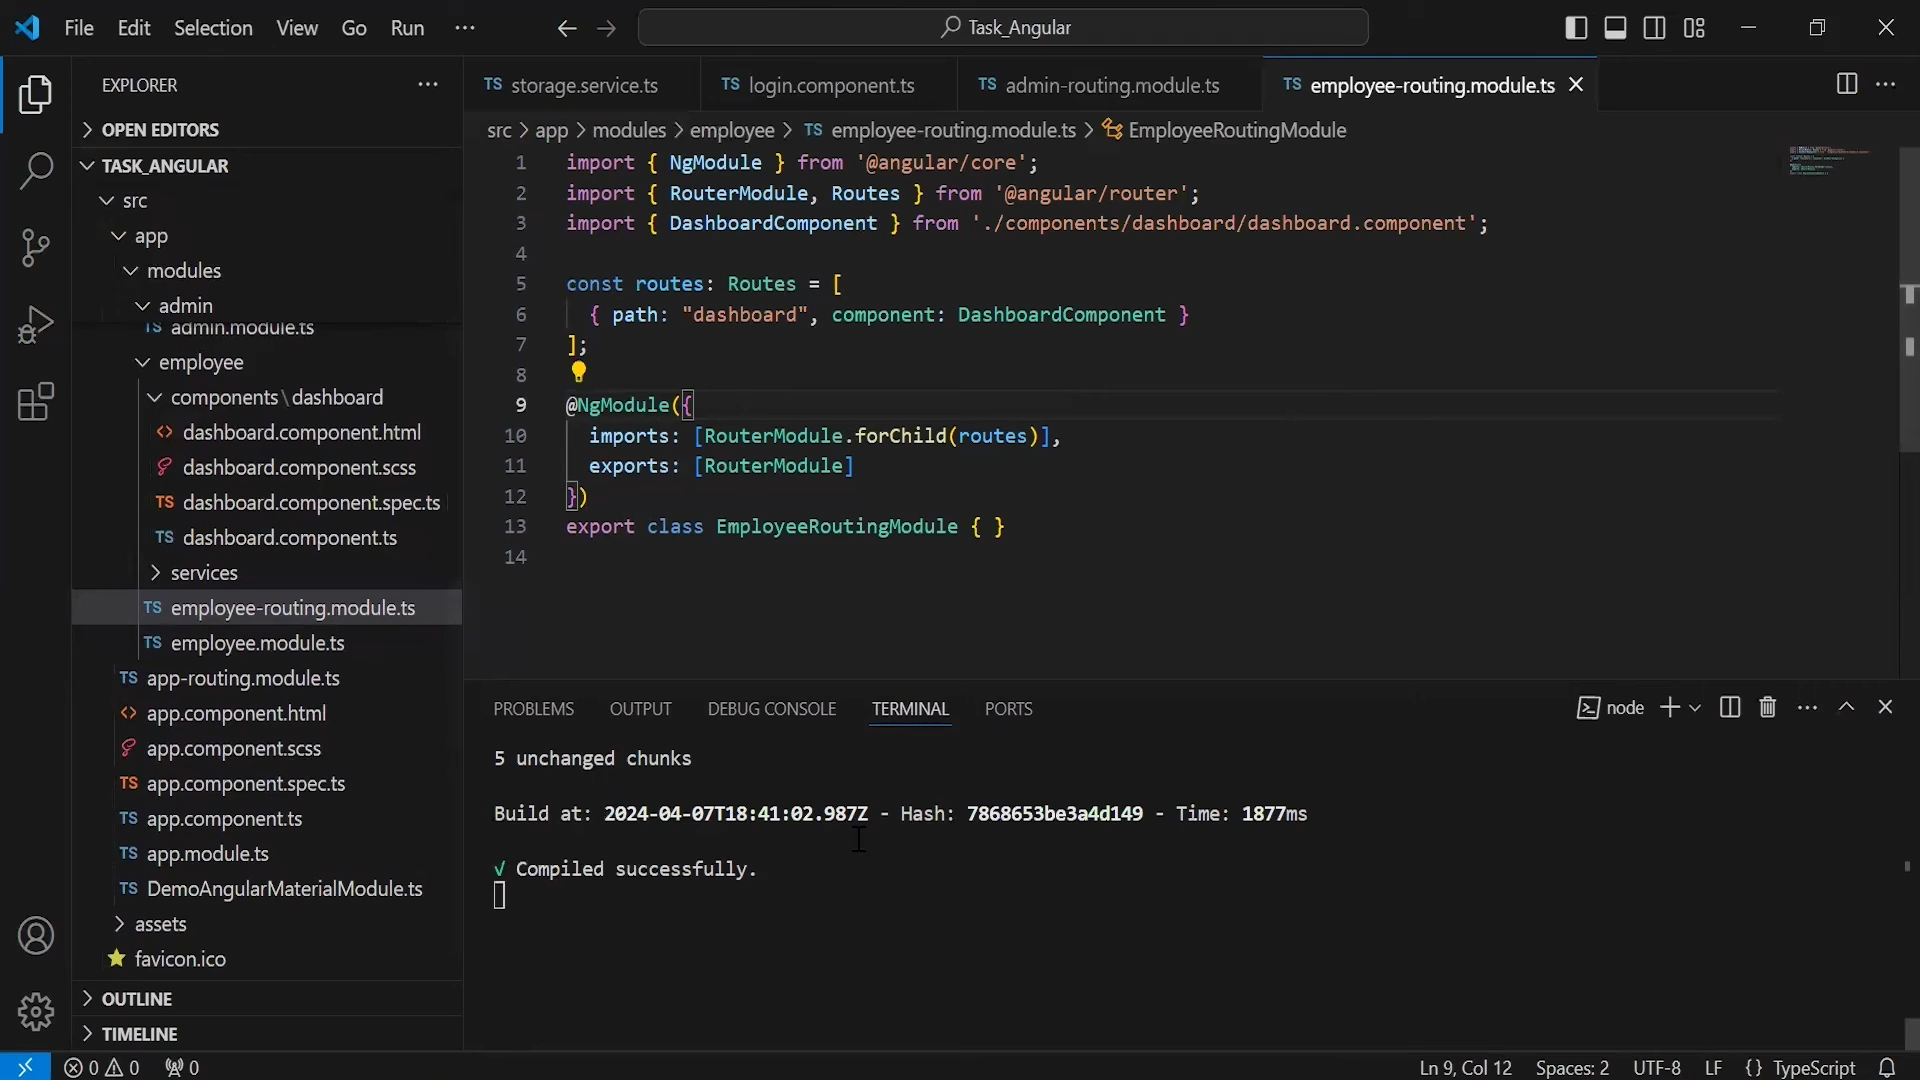 File Edit Selection View Go Run ··· Task_Angular
EXPLORER ···
OPEN EDITORS
TASK_ANGULAR
src
app
modules
admin
admin.module.ts
employee
components\dashboard
dashboard.component.html
dashboard.component.scss
TS dashboard.component.spec.ts
TS dashboard.component.ts
services
TS employee-routing.module.ts
TS employee.module.ts
TS app-routing.module.ts
app.component.html
app.component.scss
TS app.component.spec.ts
TS app.component.ts
TS app.module.ts
TS DemoAngularMaterialModule.ts
assets
favicon.ico
OUTLINE
TIMELINE
TS storage.service.ts TS login.component.ts TS admin-routing.module.ts TS employee-routing.module.ts
src > app > modules > employee > TS employee-routing.module.ts > EmployeeRoutingModule
1 import { NgModule } from '@angular/core';
2 import { RouterModule, Routes } from '@angular/router';
3 import { DashboardComponent } from './components/dashboard/dashboard.component';
4
5 const routes: Routes = [
6 { path: "dashboard", component: DashboardComponent }
7 ];
8
9 @NgModule({
10 imports: [RouterModule.forChild(routes)],
11 exports: [RouterModule]
12 })
13 export class EmployeeRoutingModule { }
14
PROBLEMS OUTPUT DEBUG CONSOLE TERMINAL PORTS node
5 unchanged chunks
Build at: 2024-04-07T18:41:02.987Z - Hash: 7868653be3a4d149 - Time: 1877ms
√ Compiled successfully.
0 0 0 Ln 9, Col 12 Spaces: 2 UTF-8 LF {} TypeScript